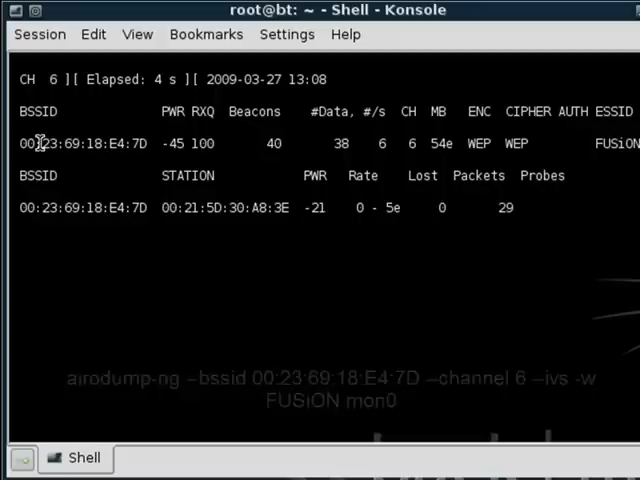 root@bt: ~ - Shell - Konsole
Session Edit View Bookmarks Settings Help
CH 6 ][ Elapsed: 4 s ][ 2009-03-27 13:08
BSSID PWR RXQ Beacons #Data, #/s CH MB ENC CIPHER AUTH ESSID
00:23:69:18:E4:7D -45 100 40 38 6 6 54e WEP WEP FUSiON
BSSID STATION PWR Rate Lost Packets Probes
00:23:69:18:E4:7D 00:21:5D:30:A8:3E -21 0 - 5e 0 29
airodump-ng --bssid 00:23:69:18:E4:7D --channel 6 --ivs -w
FUSiON mon0
Shell